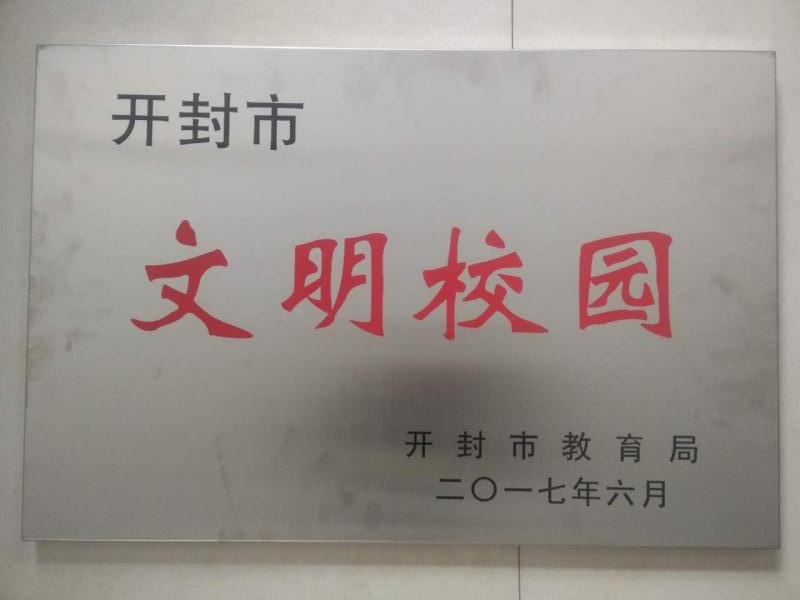 开封市
文明校园
开封市教育局
二〇一七年六月